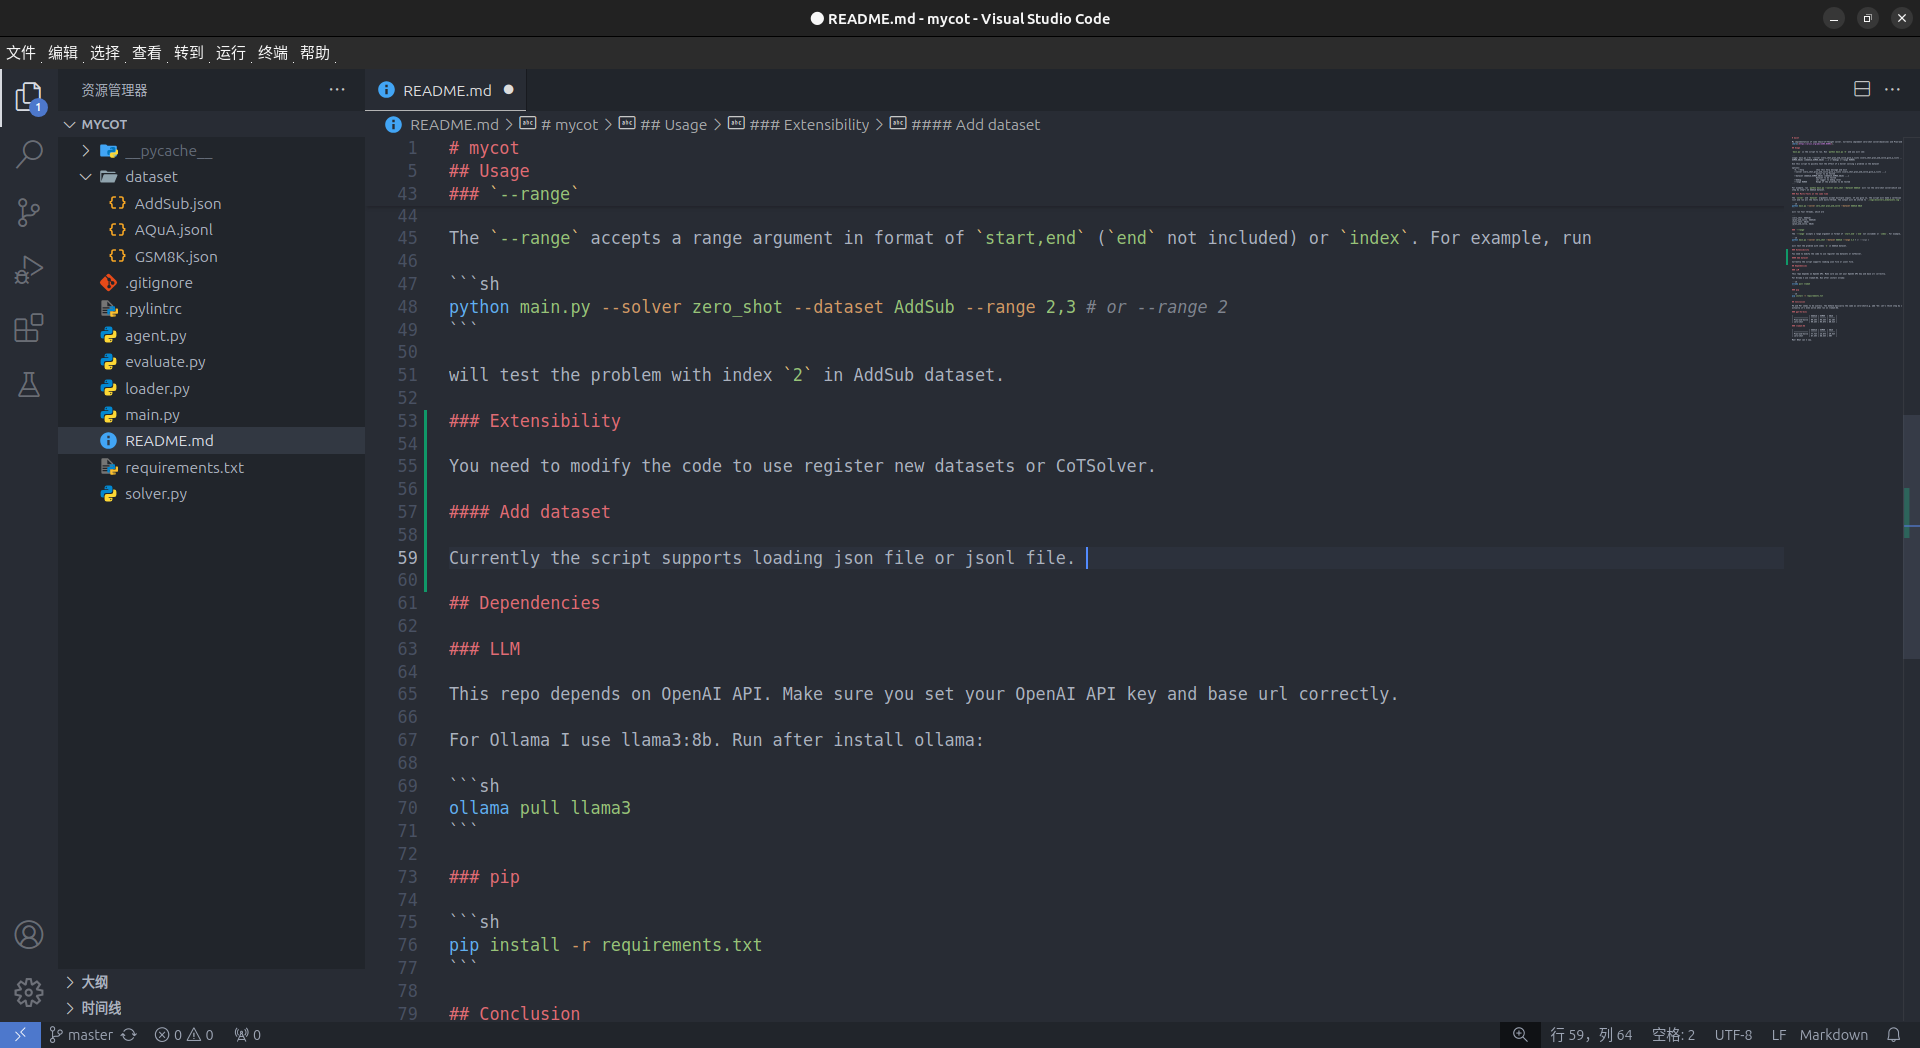 README.md - mycot - Visual Studio Code
文件 编辑 选择 查看 转到 运行 终端 帮助
资源管理器
README.md
1
MYCOT
README.md > # mycot > ## Usage > ### Extensibility > #### Add dataset
__pycache__
dataset
AddSub.json
AQuA.jsonl
GSM8K.json
.gitignore
.pylintrc
agent.py
evaluate.py
loader.py
main.py
README.md
requirements.txt
solver.py
大纲
时间线
1 # mycot
5 ## Usage
43 ### `--range`
44
45 The `--range` accepts a range argument in format of `start,end` (`end` not included) or `index`. For example, run
46
47 ```sh
48 python main.py --solver zero_shot --dataset AddSub --range 2,3 # or --range 2
49 ```
50
51 will test the problem with index `2` in AddSub dataset.
52
53 ### Extensibility
54
55 You need to modify the code to use register new datasets or CoTSolver.
56
57 #### Add dataset
58
59 Currently the script supports loading json file or jsonl file.
60
61 ## Dependencies
62
63 ### LLM
64
65 This repo depends on OpenAI API. Make sure you set your OpenAI API key and base url correctly.
66
67 For Ollama I use llama3:8b. Run after install ollama:
68
69 ```sh
70 ollama pull llama3
71 ```
72
73 ### pip
74
75 ```sh
76 pip install -r requirements.txt
77 ```
78
79 ## Conclusion
master 0 0 0 行 59，列 64 空格: 2 UTF-8 LF Markdown